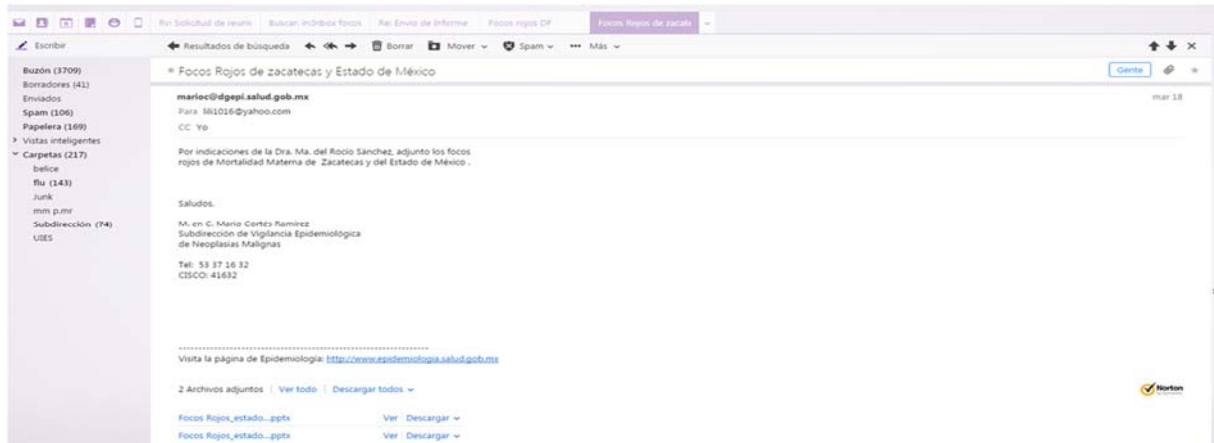 Rv: Solicitud de reunio
Buscar: in:Inbox focos
Re: Envio de Informe
Focos rojos DF
Focos Rojos de zacate
Escribir
Resultados de búsqueda
Borrar
Mover
Spam
Más
Buzón (3709)
Borradores (41)
Enviados
Spam (106)
Papelera (169)
Vistas inteligentes
Carpetas (217)
belice
flu (143)
Junk
mm p.mr
Subdirección (74)
UIES
Focos Rojos de zacatecas y Estado de México
Gente
marioc@dgepi.salud.gob.mx
mar 18
Para lili1016@yahoo.com
CC Yo
Por indicaciones de la Dra. Ma. del Rocío Sánchez, adjunto los focos
rojos de Mortalidad Materna de Zacatecas y del Estado de México .
Saludos.
M. en C. Mario Cortés Ramírez
Subdirección de Vigilancia Epidemiológica
de Neoplasias Malignas
Tel: 53 37 16 32
CISCO: 41632
Visita la página de Epidemiología: http://www.epidemiologia.salud.gob.mx
2 Archivos adjuntos | Ver todo | Descargar todos
Norton
Focos Rojos_estado...pptx Ver Descargar
Focos Rojos_estado...pptx Ver Descargar